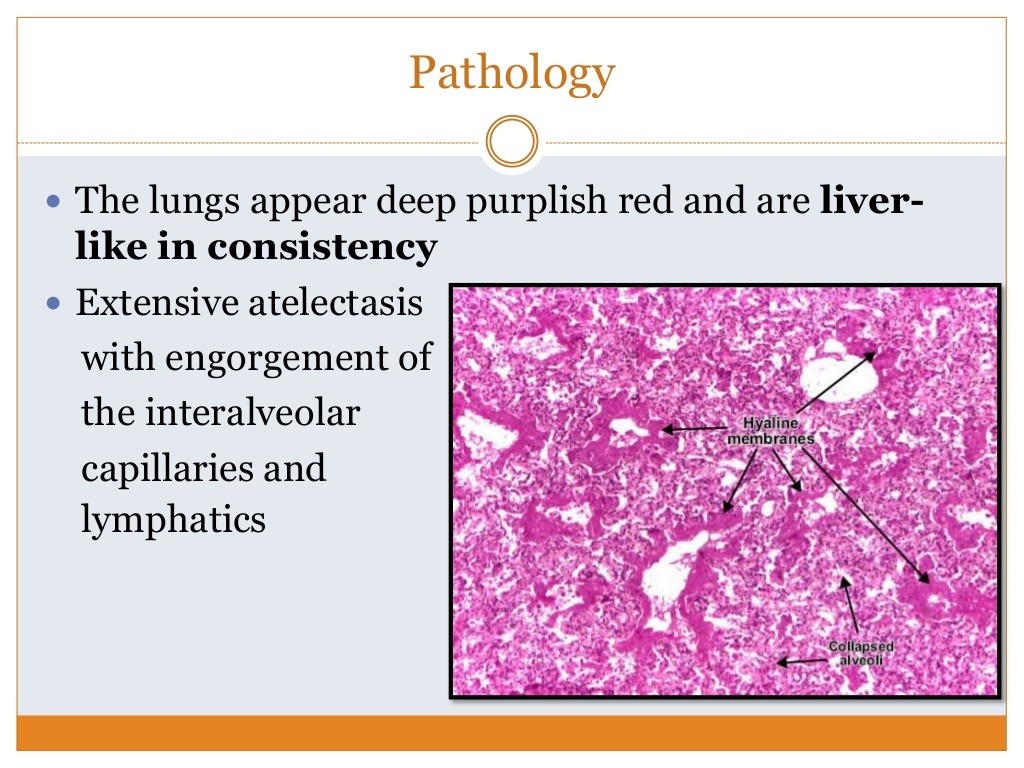 Pathology
• The lungs appear deep purplish red and are liver-
like in consistency
• Extensive atelectasis
with engorgement of
the interalveolar
capillaries and
lymphatics
Hyaline
membranes
Collapsed
alveoli